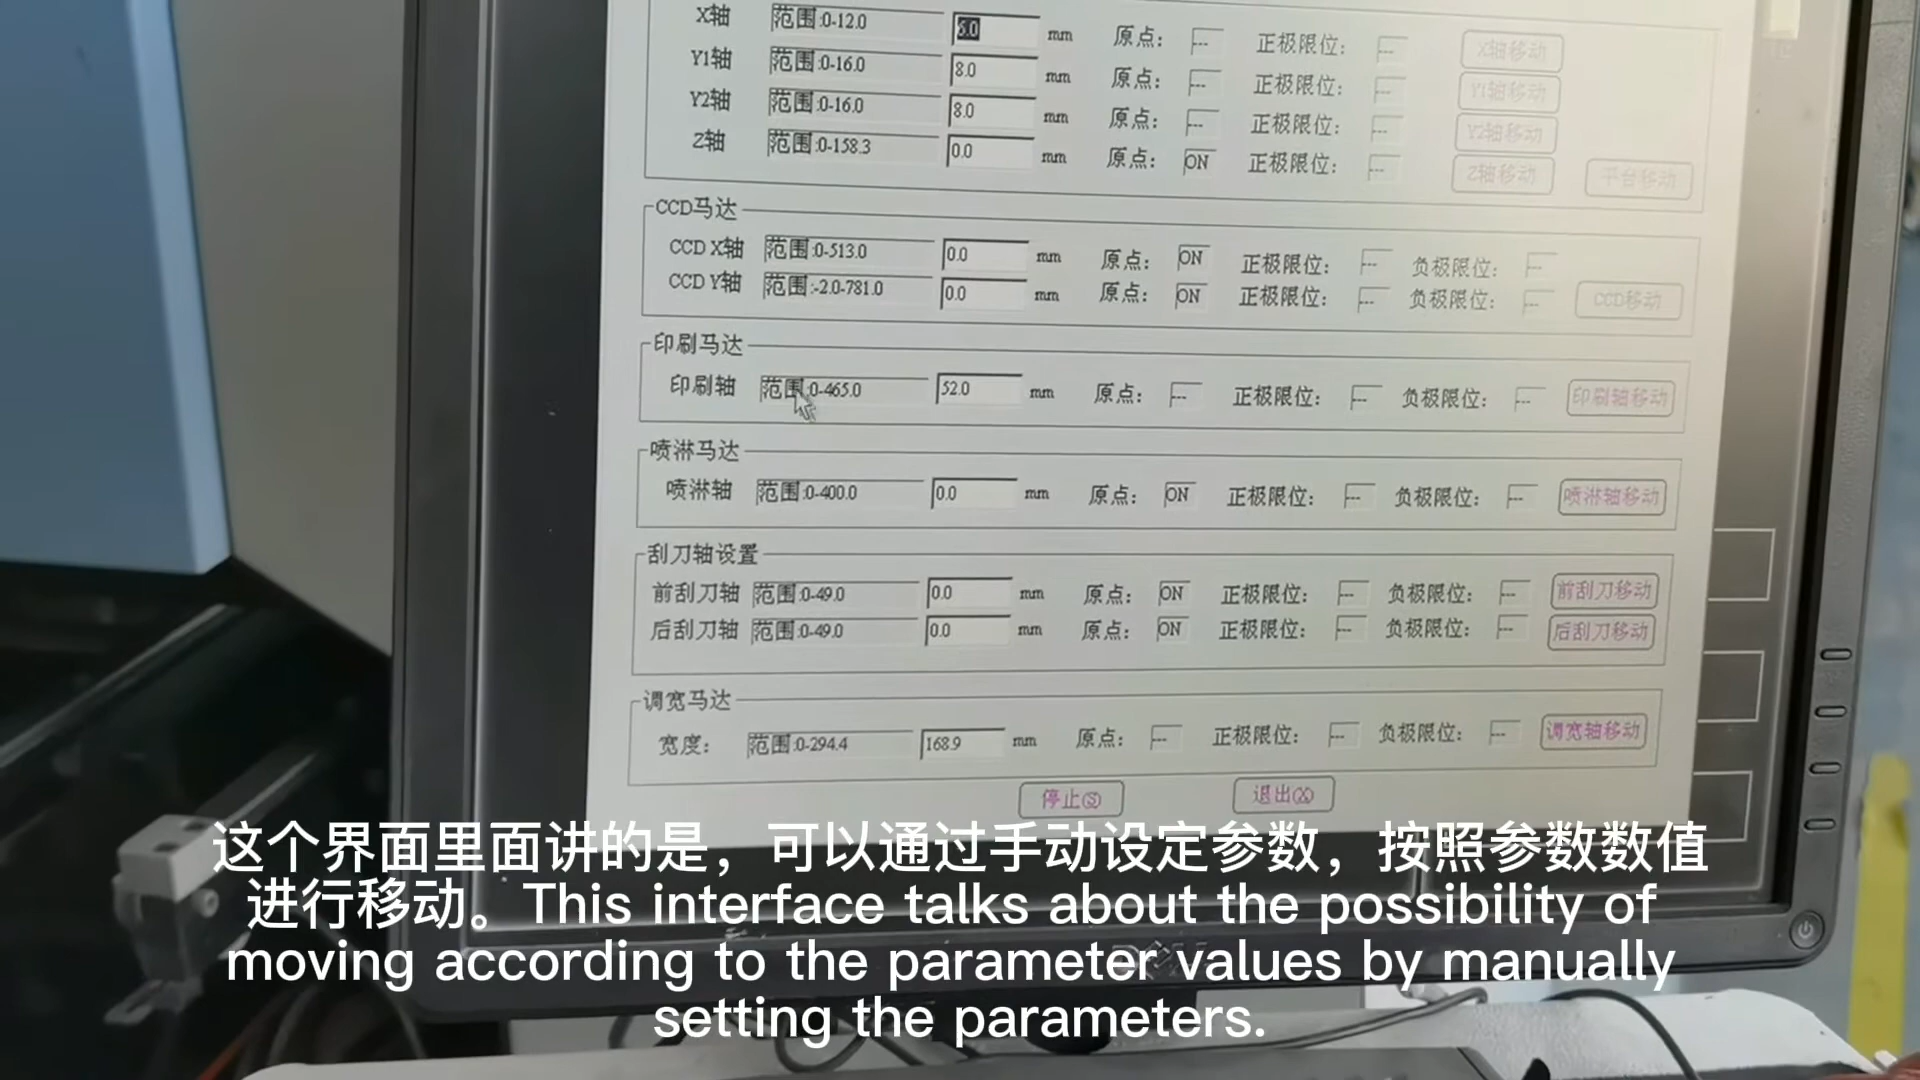 X轴 范围:0-12.0 6.0 mm 原点: --- 正极限位: --- X轴移动
Y1轴 范围:0-16.0 8.0 mm 原点: --- 正极限位: --- Y1轴移动
Y2轴 范围:0-16.0 8.0 mm 原点: --- 正极限位: --- Y2轴移动
Z轴 范围:0-158.3 0.0 mm 原点: ON 正极限位: --- Z轴移动 平台移动
CCD马达
CCD X轴 范围:0-513.0 0.0 mm 原点: ON 正极限位: --- 负极限位: ---
CCD Y轴 范围:-2.0-781.0 0.0 mm 原点: ON 正极限位: --- 负极限位: --- CCD移动
印刷马达
印刷轴 范围:0-465.0 52.0 mm 原点: --- 正极限位: --- 负极限位: --- 印刷轴移动
喷淋马达
喷淋轴 范围:0-400.0 0.0 mm 原点: ON 正极限位: --- 负极限位: --- 喷淋轴移动
刮刀轴设置
前刮刀轴 范围:0-49.0 0.0 mm 原点: ON 正极限位: --- 负极限位: --- 前刮刀移动
后刮刀轴 范围:0-49.0 0.0 mm 原点: ON 正极限位: --- 负极限位: --- 后刮刀移动
调宽马达
宽度: 范围:0-294.4 168.9 mm 原点: --- 正极限位: --- 负极限位: --- 调宽轴移动
停止(S) 退出(X)
这个界面里面讲的是，可以通过手动设定参数，按照参数数值
进行移动。This interface talks about the possibility of
moving according to the parameter values by manually
setting the parameters.